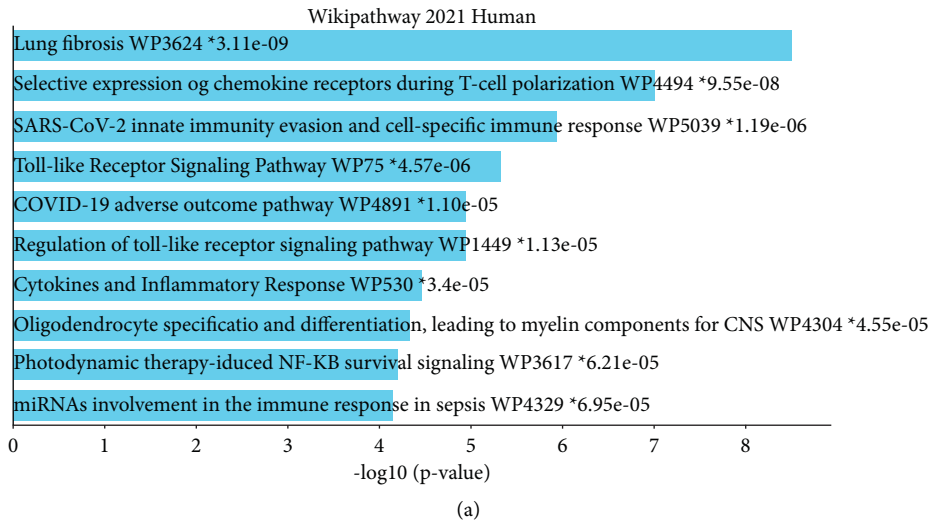 Wikipathway 2021 Human
Lung fibrosis WP3624 *3.11e-09
Selective expression og chemokine receptors during T-cell polarization WP4494 *9.55e-08
SARS-CoV-2 innate immunity evasion and cell-specific immune response WP5039 *1.19e-06
Toll-like Receptor Signaling Pathway WP75 *4.57e-06
COVID-19 adverse outcome pathway WP4891 *1.10e-05
Regulation of toll-like receptor signaling pathway WP1449 *1.13e-05
Cytokines and Inflammatory Response WP530 *3.4e-05
Oligodendrocyte specificatio and differentiation, leading to myelin components for CNS WP4304 *4.55e-05
Photodynamic therapy-iduced NF-KB survival signaling WP3617 *6.21e-05
miRNAs involvement in the immune response in sepsis WP4329 *6.95e-05
0 1 2 3 4 5 6 7 8
-log10 (p-value)
(a)